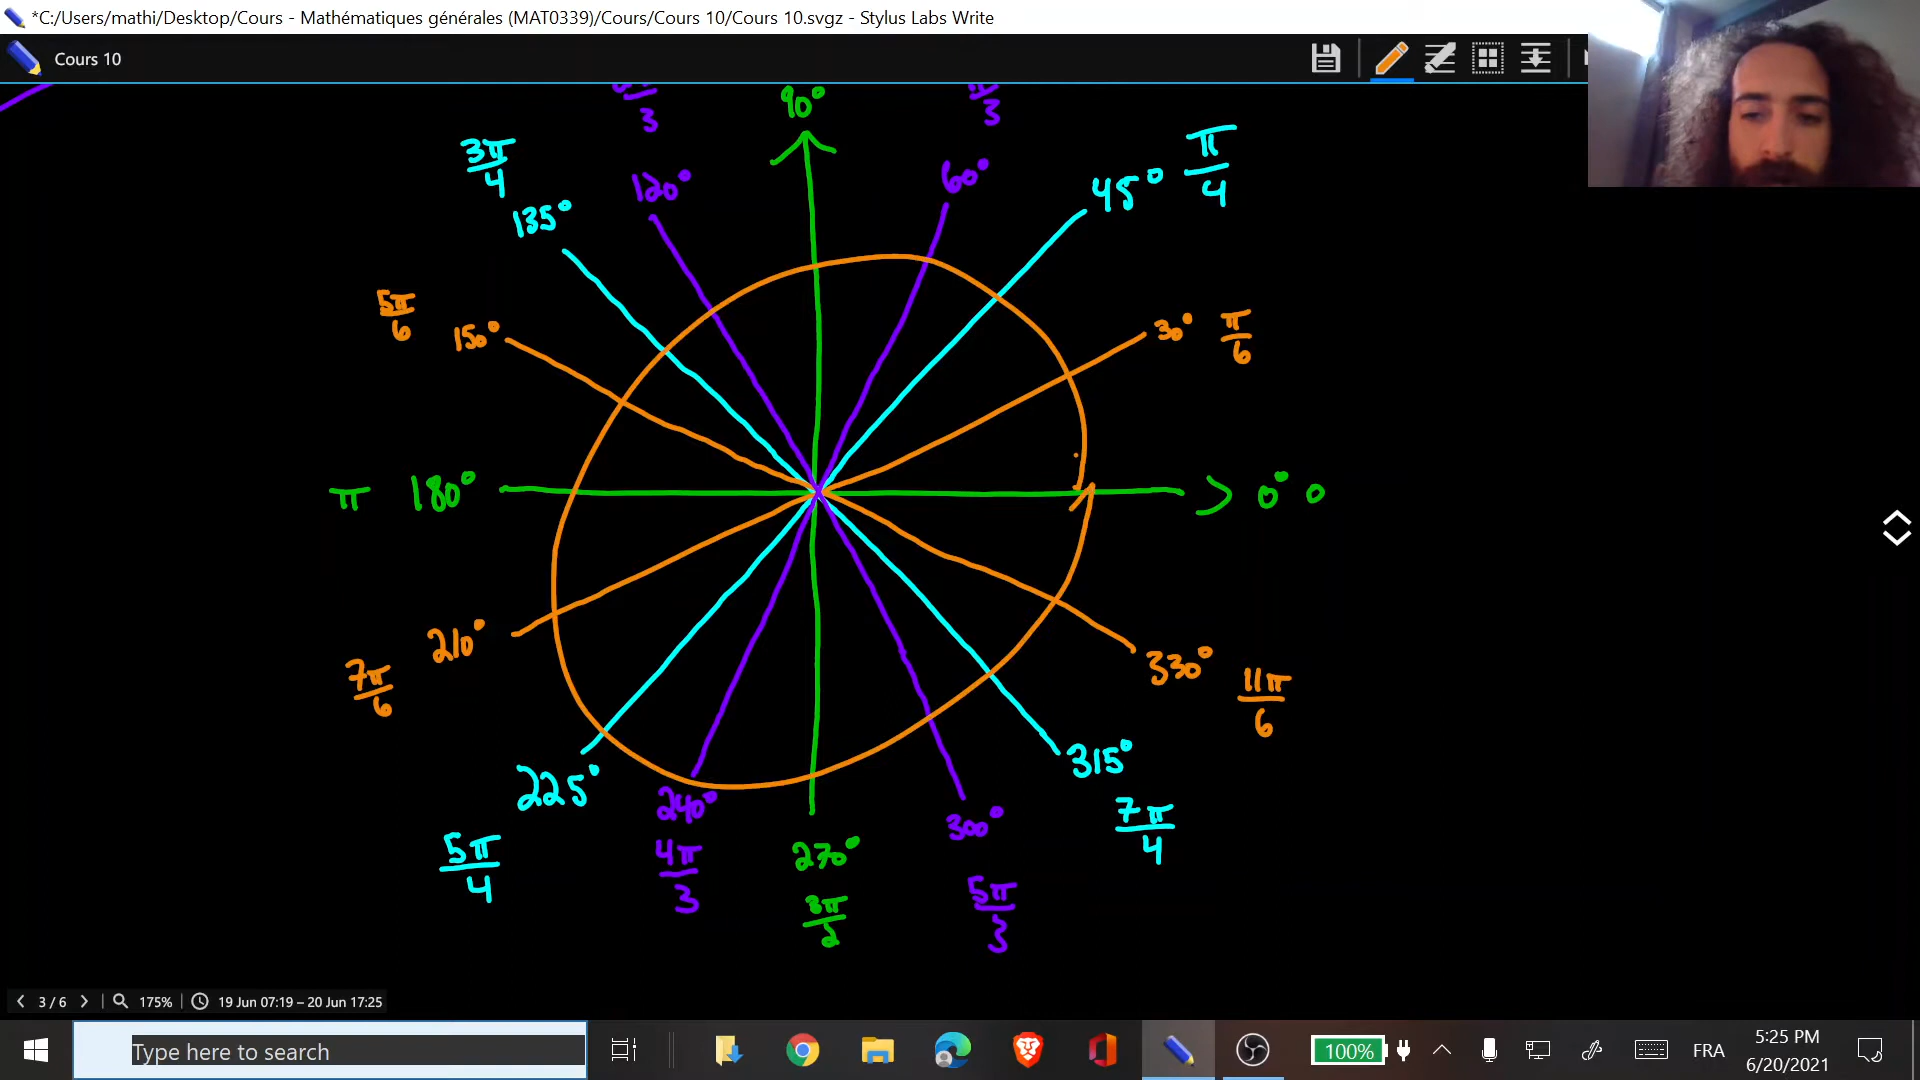 *C:/Users/mathi/Desktop/Cours - Mathématiques générales (MAT0339)/Cours/Cours 10/Cours 10.svgz - Stylus Labs Write
Cours 10
3
90°
3
3π/4
120°
60°
45° π/4
135°
5π/6
150°
30° π/6
π 180°
0° 0
210°
7π/6
330° 11π/6
225°
5π/4
240°
4π/3
270°
3π/2
300°
5π/3
315°
7π/4
3 / 6
175%
19 Jun 07:19 – 20 Jun 17:25
Type here to search
100%
FRA
5:25 PM
6/20/2021